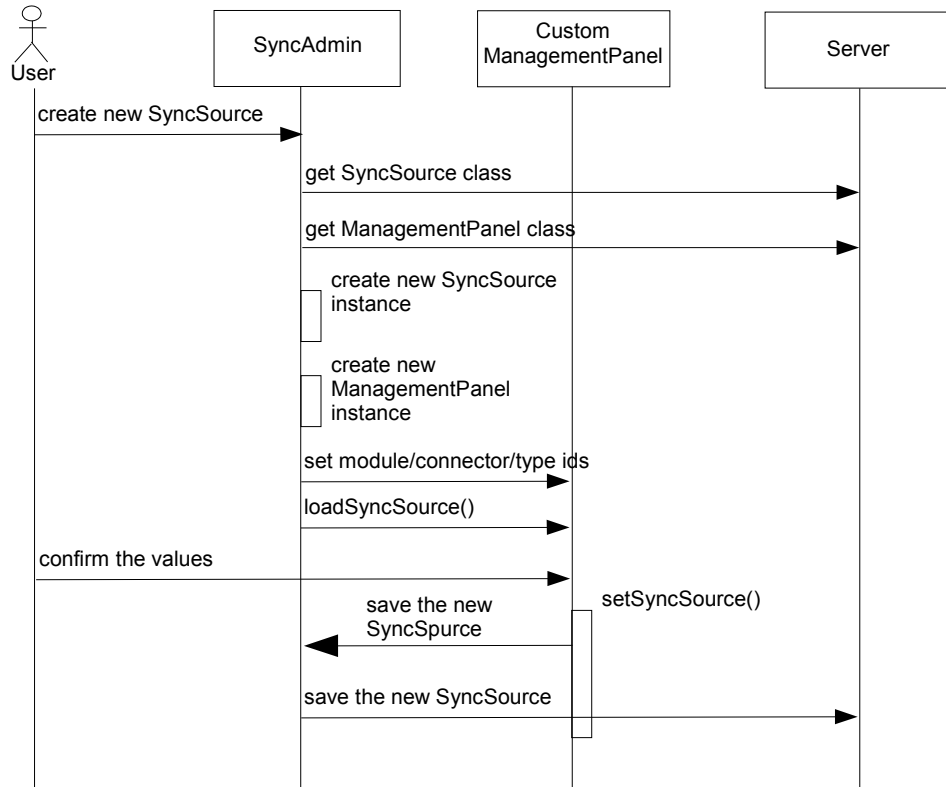 User
SyncAdmin
Custom
ManagementPanel
Server
create new SyncSource
get SyncSource class
get ManagementPanel class
create new SyncSource
instance
create new
ManagementPanel
instance
set module/connector/type ids
loadSyncSource()
confirm the values
setSyncSource()
save the new
SyncSpurce
save the new SyncSource